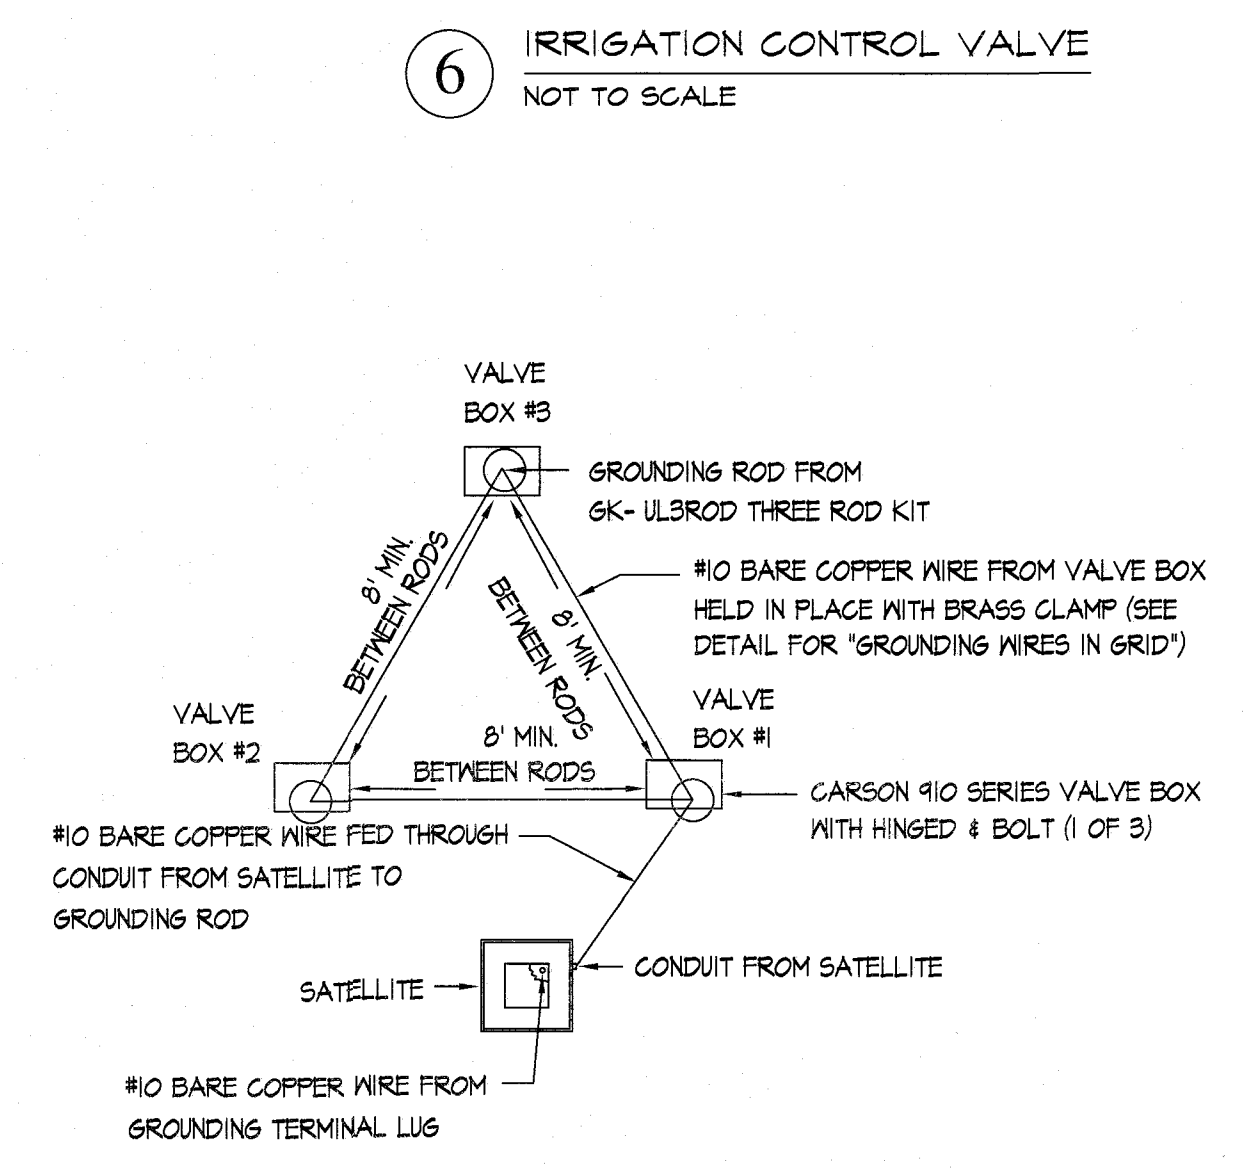 6
IRRIGATION CONTROL VALVE
NOT TO SCALE
VALVE
BOX #3
GROUNDING ROD FROM
GK- UL3ROD THREE ROD KIT
8' MIN.
BETWEEN RODS
8' MIN.
BETWEEN RODS
#10 BARE COPPER WIRE FROM VALVE BOX
HELD IN PLACE WITH BRASS CLAMP (SEE
DETAIL FOR "GROUNDING WIRES IN GRID")
VALVE
BOX #2
8' MIN.
BETWEEN RODS
VALVE
BOX #1
CARSON 910 SERIES VALVE BOX
WITH HINGED & BOLT (1 OF 3)
#10 BARE COPPER WIRE FED THROUGH
CONDUIT FROM SATELLITE TO
GROUNDING ROD
CONDUIT FROM SATELLITE
SATELLITE
#10 BARE COPPER WIRE FROM
GROUNDING TERMINAL LUG